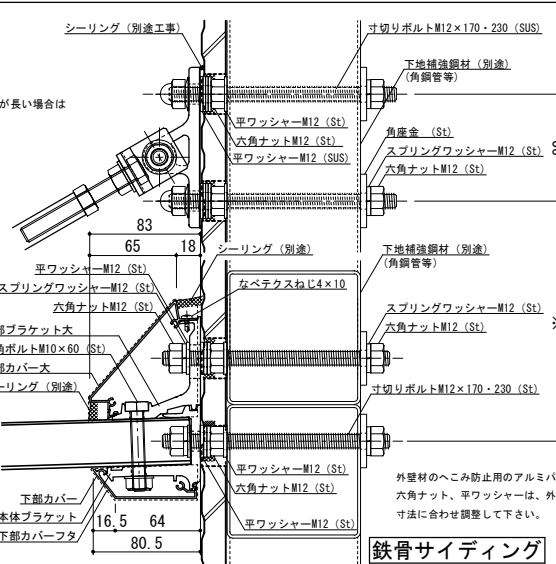 シーリング (別途工事)
寸切りボルトM12×170・230 (SUS)
下地補強鋼材 (別途)
(角鋼管等)
が長い場合は
平ワッシャーM12 (St)
六角ナットM12 (St)
平ワッシャーM12 (SUS)
角座金 (St)
スプリングワッシャーM12 (St)
六角ナットM12 (St)
83
65
18
シーリング (別途)
下地補強鋼材 (別途)
(角鋼管等)
平ワッシャーM12 (St)
スプリングワッシャーM12 (St)
なべテクスねじ4×10
六角ナットM12 (St)
部ブラケット大
スプリングワッシャーM12 (St)
六角ナットM12 (St)
角ボルトM10×60 (St)
部カバー大
ーリング (別途)
寸切りボルトM12×170・230 (St)
平ワッシャーM12 (St)
六角ナットM12 (St)
平ワッシャーM12 (St)
外壁材のへこみ防止用のアルミパ
六角ナット、平ワッシャーは、外
寸法に合わせ調整して下さい。
下部カバー
本体ブラケット
下部カバーフタ
16.5
64
80.5
鉄骨サイディング